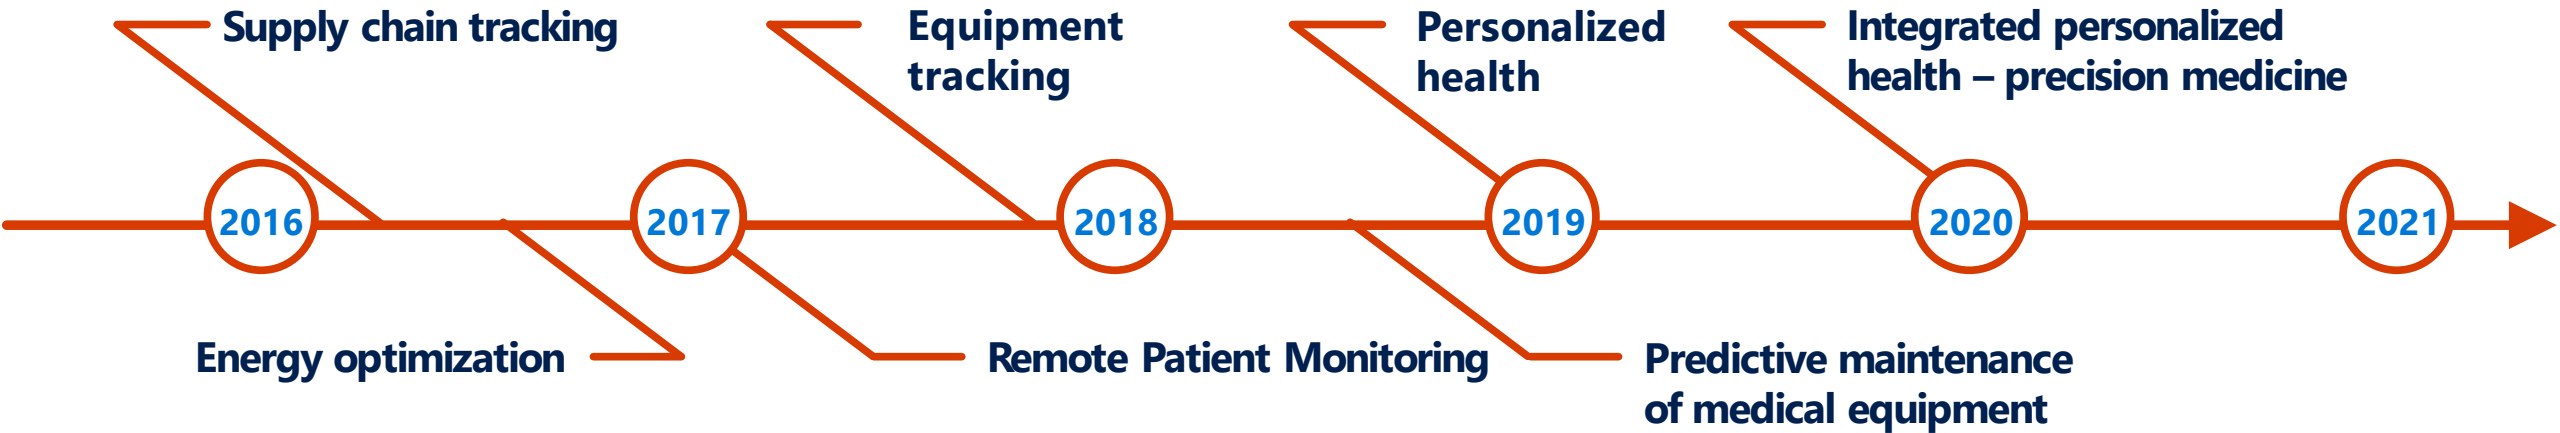 Supply chain tracking
Equipment
tracking
Personalized
health
Integrated personalized
health – precision medicine
2016
2017
2018
2019
2020
2021
Energy optimization
Remote Patient Monitoring
Predictive maintenance
of medical equipment